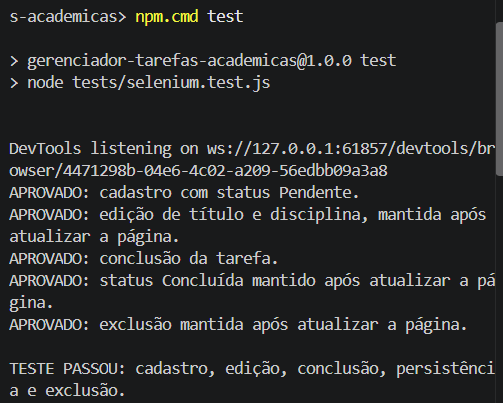 s-academicas> npm.cmd test
> gerenciador-tarefas-academicas@1.0.0 test
> node tests/selenium.test.js
DevTools listening on ws://127.0.0.1:61857/devtools/br
owser/4471298b-04e6-4c02-a209-56edbb09a3a8
APROVADO: cadastro com status Pendente.
APROVADO: edição de título e disciplina, mantida após
atualizar a página.
APROVADO: conclusão da tarefa.
APROVADO: status Concluída mantido após atualizar a pá
gina.
APROVADO: exclusão mantida após atualizar a página.
TESTE PASSOU: cadastro, edição, conclusão, persistênci
a e exclusão.